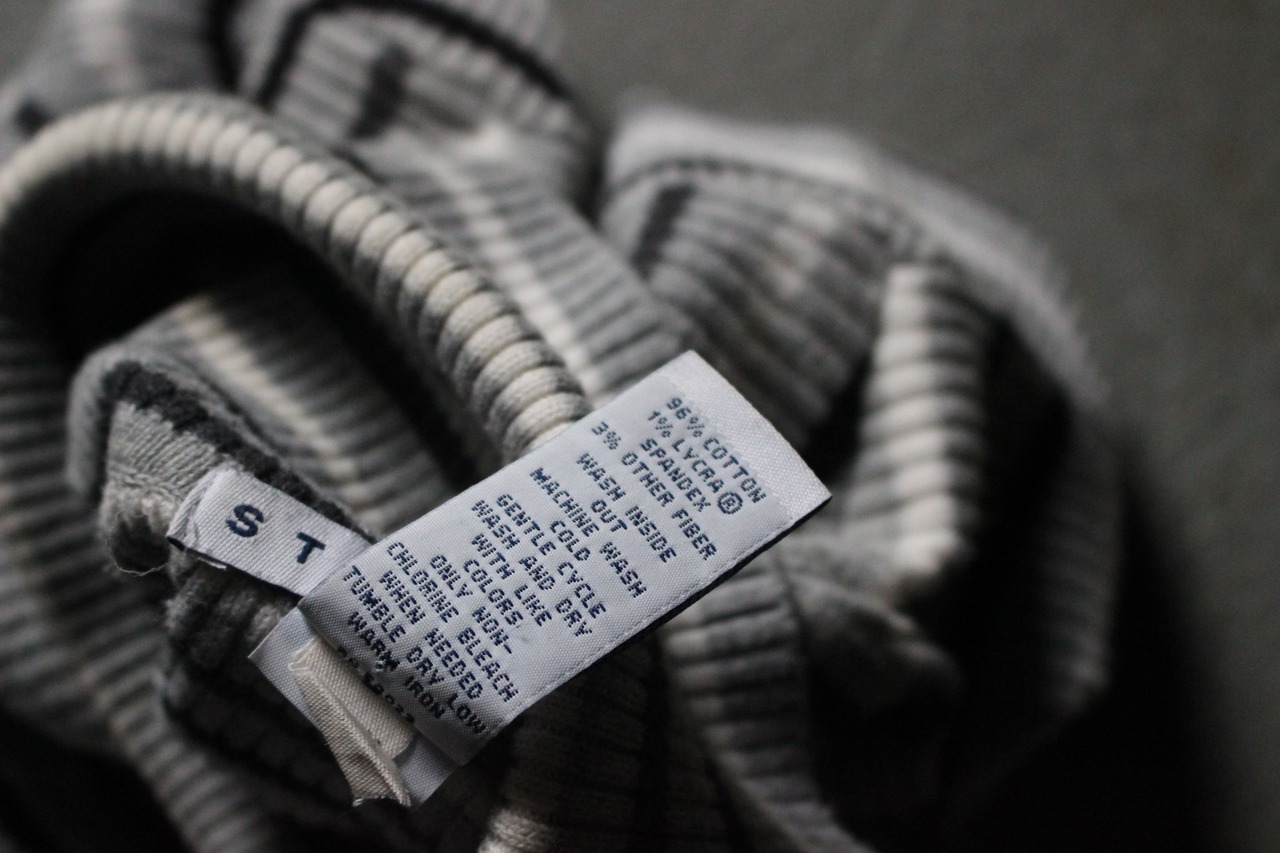 96% COTTON
1% LYCRA®
SPANDEX
3% OTHER FIBER
WASH INSIDE
OUT
MACHINE WASH
COLD
GENTLE CYCLE
WASH AND DRY
WITH LIKE
COLORS.
ONLY NON-
CHLORINE BLEACH
WHEN NEEDED
TUMBLE DRY LOW
WARM IRON
S T